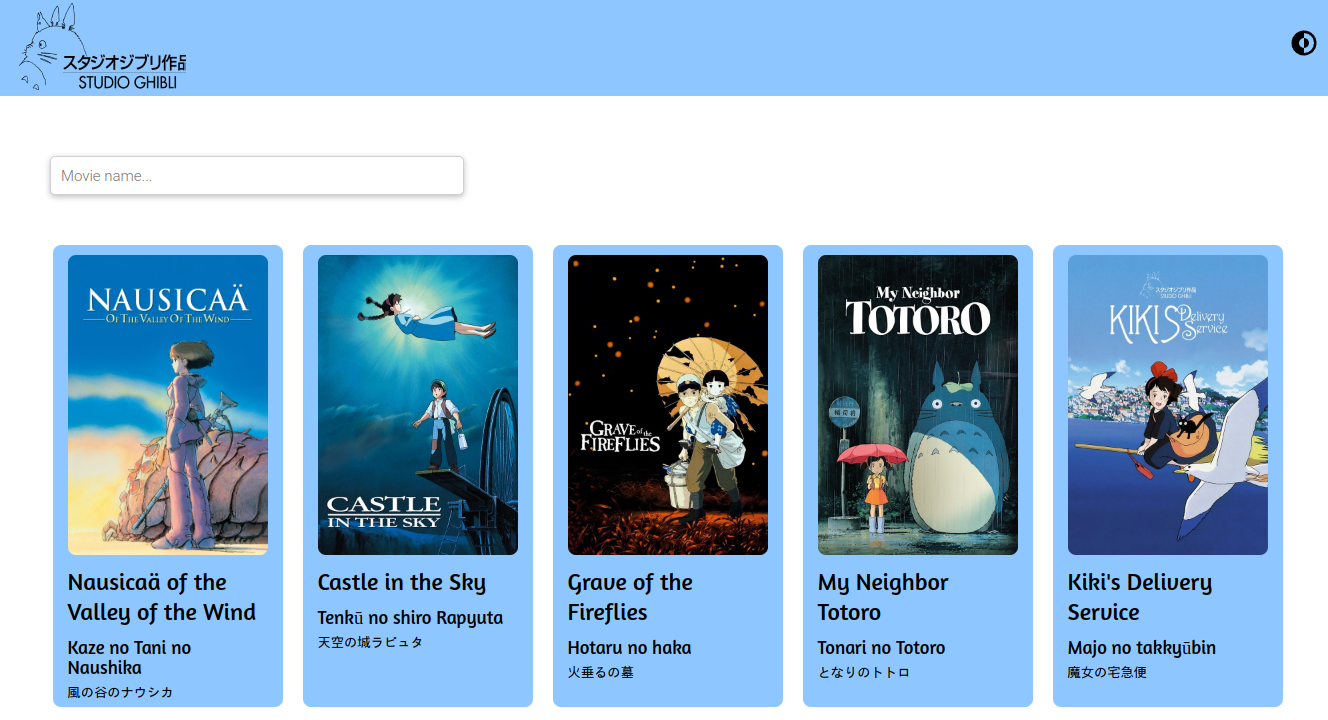 スタジオジブリ作品
STUDIO GHIBLI
Movie name...
NAUSICAÄ
OF THE VALLEY OF THE WIND
CASTLE
IN THE SKY
GRAVE of the
FIREFLIES
My Neighbor
TOTORO
スタジオジブリ作品
STUDIO GHIBLI
KIKI'S Delivery
Service
Nausicaä of the
Valley of the Wind
Kaze no Tani no
Naushika
風の谷のナウシカ
Castle in the Sky
Tenkū no shiro Rapyuta
天空の城ラピュタ
Grave of the
Fireflies
Hotaru no haka
火垂るの墓
My Neighbor
Totoro
Tonari no Totoro
となりのトトロ
Kiki's Delivery
Service
Majo no takkyūbin
魔女の宅急便